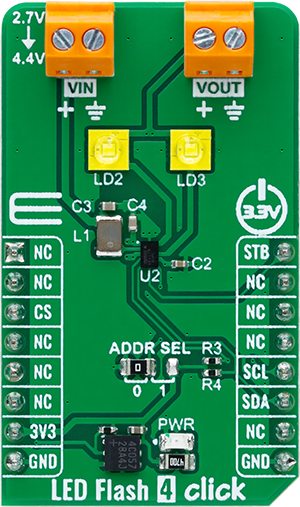 2.7V
4.4V
VIN
VOUT
+
+
LD2
LD3
C3
C4
3.3V
L1
U2
C2
NC
STB
NC
NC
CS
NC
NC
NC
ADDR SEL
R3
NC
SCL
R4
0
0
1
NC
SDA
PWR
3V3
NC
GND
GND
LED Flash 4 click